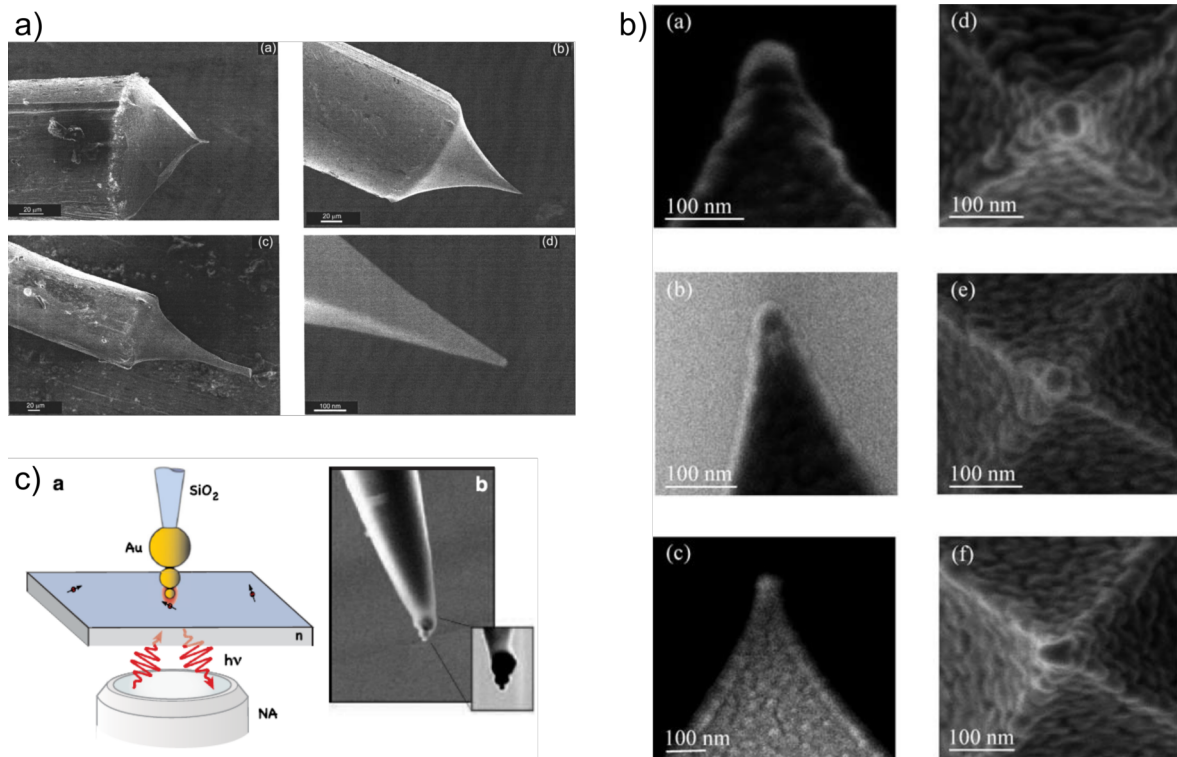 a)
(a)
20 µm
(b)
20 µm
(c)
20 µm
(d)
100 nm
b)
(a)
100 nm
(d)
100 nm
(b)
100 nm
(e)
100 nm
(c)
100 nm
(f)
100 nm
c) a
SiO2
Au
n
hν
NA
b